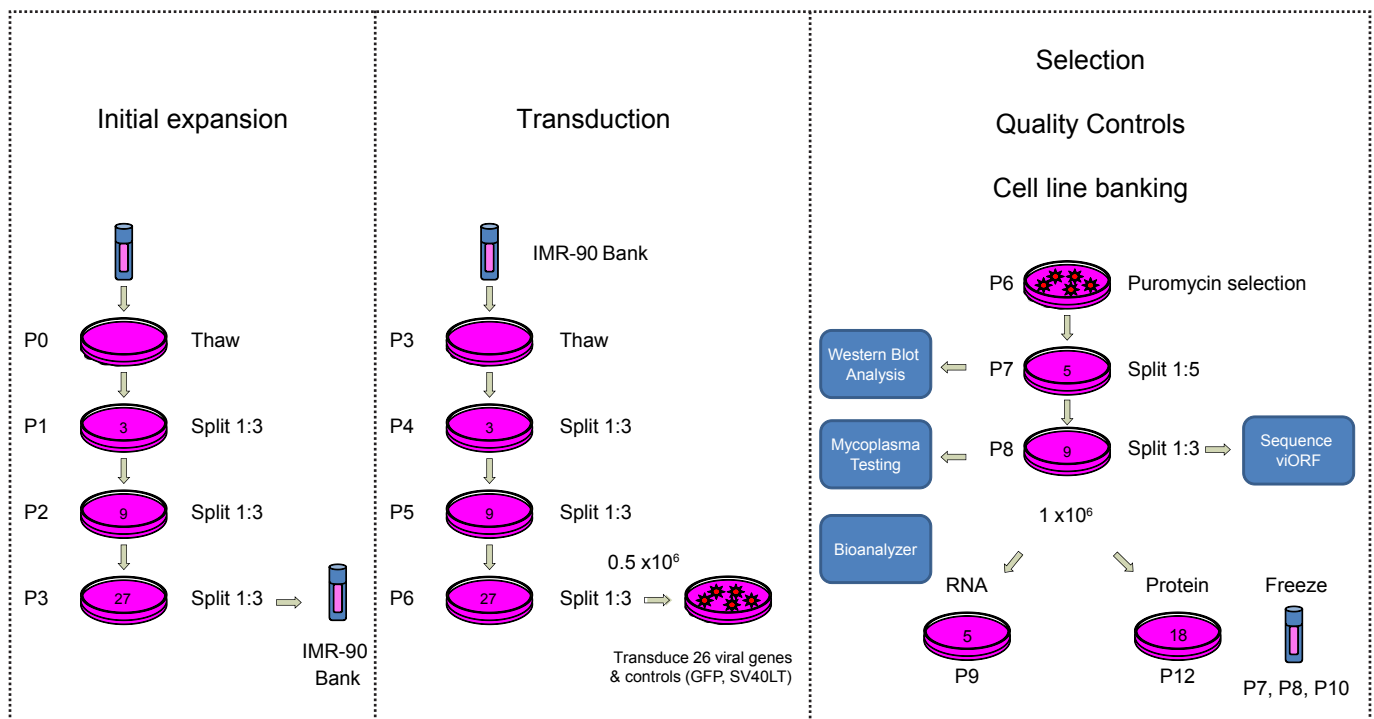 Initial expansion
P0
Thaw
P1
3
Split 1:3
P2
9
Split 1:3
P3
27
Split 1:3
IMR-90
Bank
Transduction
IMR-90 Bank
P3
Thaw
P4
3
Split 1:3
P5
9
Split 1:3
0.5 x10⁶
P6
27
Split 1:3
Transduce 26 viral genes
& controls (GFP, SV40LT)
Selection
Quality Controls
Cell line banking
P6
Puromycin selection
Western Blot
Analysis
P7
5
Split 1:5
Mycoplasma
Testing
P8
9
Split 1:3
Sequence
viORF
1 x10⁶
Bioanalyzer
RNA
Protein
Freeze
5
18
P9
P12
P7, P8, P10